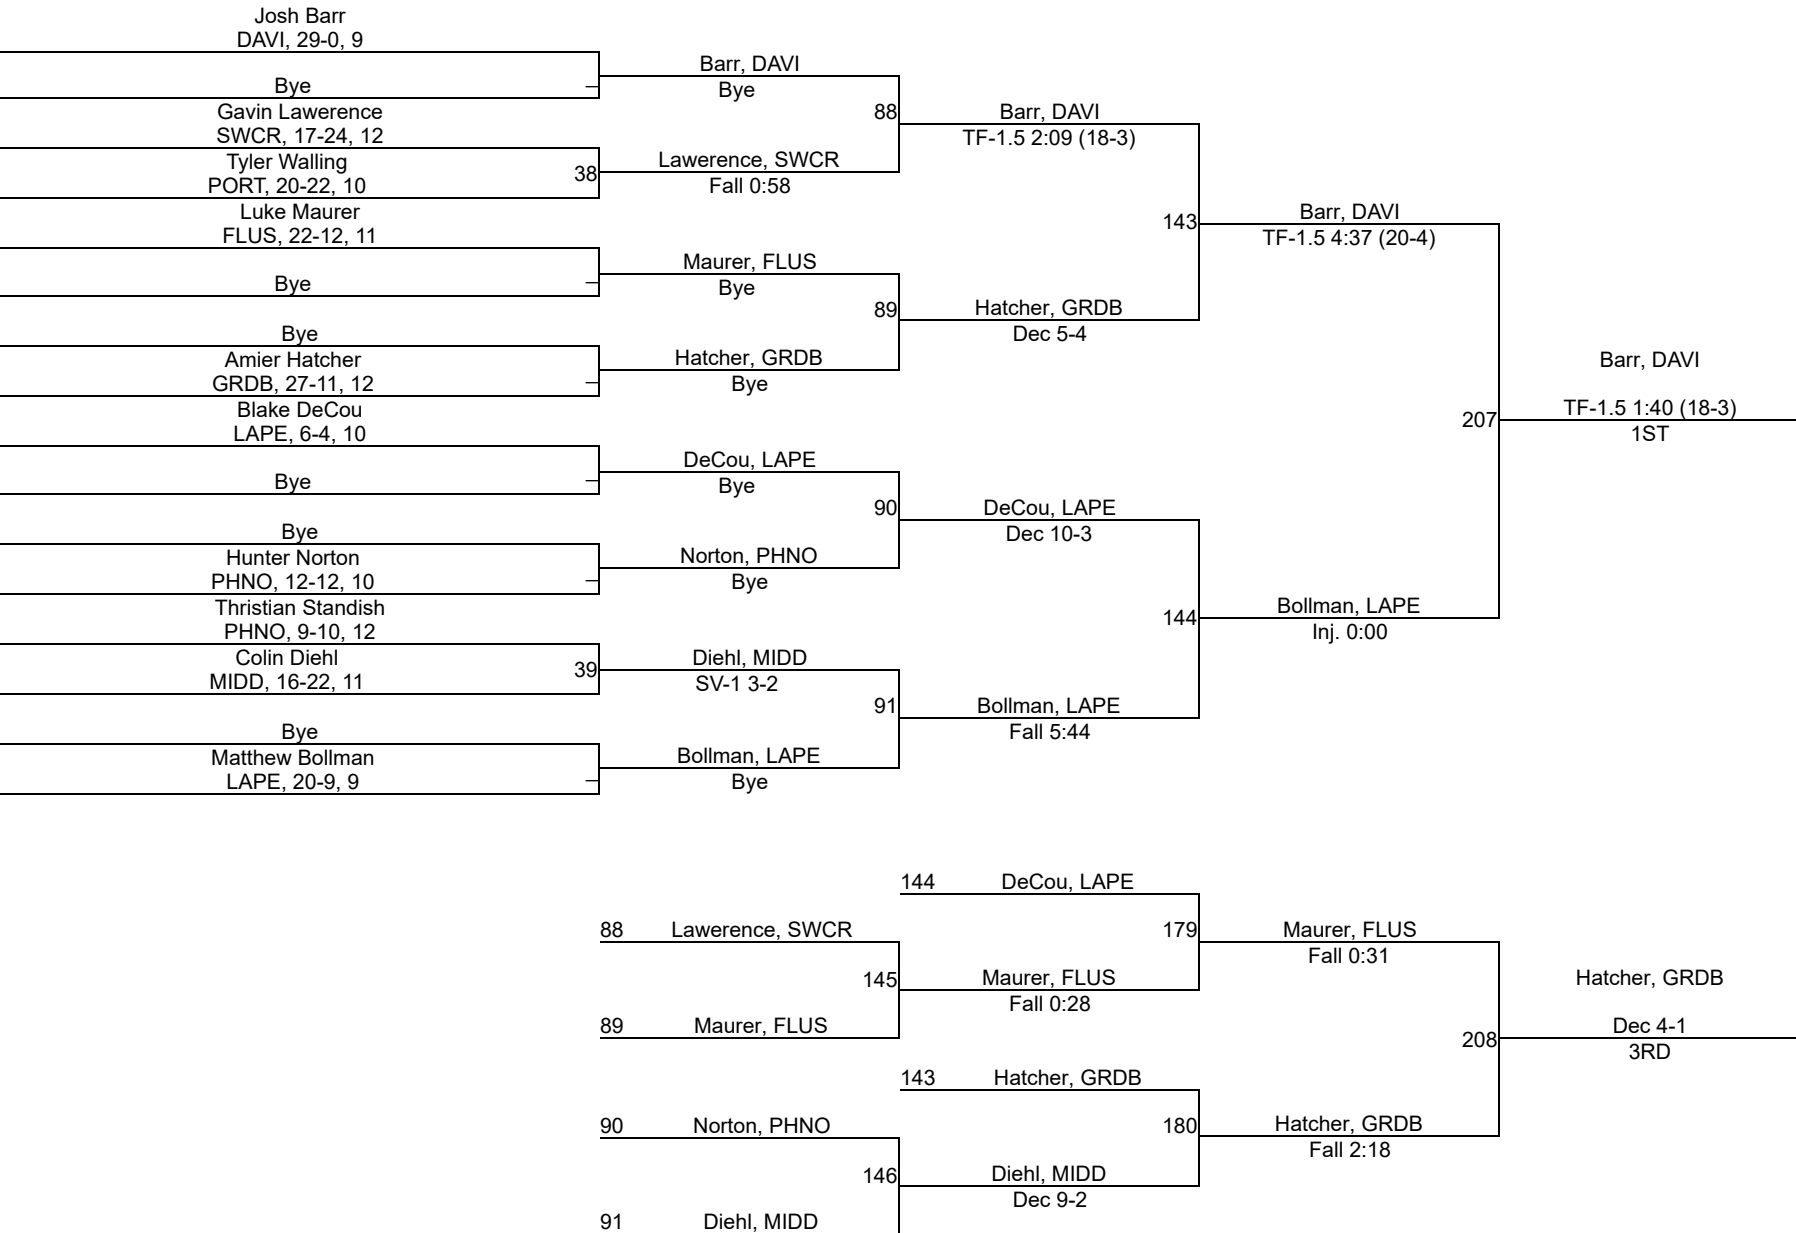 Josh Barr
DAVI, 29-0, 9
Bye
–
Gavin Lawerence
SWCR, 17-24, 12
Tyler Walling
PORT, 20-22, 10
38
Luke Maurer
FLUS, 22-12, 11
Bye
–
Bye
Amier Hatcher
GRDB, 27-11, 12
–
Blake DeCou
LAPE, 6-4, 10
Bye
–
Bye
Hunter Norton
PHNO, 12-12, 10
–
Thristian Standish
PHNO, 9-10, 12
Colin Diehl
MIDD, 16-22, 11
39
Bye
Matthew Bollman
LAPE, 20-9, 9
–
Barr, DAVI
Bye
88
Lawerence, SWCR
Fall 0:58
Maurer, FLUS
Bye
89
Hatcher, GRDB
Bye
DeCou, LAPE
Bye
90
Norton, PHNO
Bye
Diehl, MIDD
SV-1 3-2
91
Bollman, LAPE
Bye
Barr, DAVI
TF-1.5 2:09 (18-3)
143
Hatcher, GRDB
Dec 5-4
DeCou, LAPE
Dec 10-3
144
Bollman, LAPE
Fall 5:44
Barr, DAVI
TF-1.5 4:37 (20-4)
207
Bollman, LAPE
Inj. 0:00
Barr, DAVI
TF-1.5 1:40 (18-3)
1ST
88 Lawerence, SWCR
145
89 Maurer, FLUS
90 Norton, PHNO
146
91 Diehl, MIDD
144 DeCou, LAPE
179
Maurer, FLUS
Fall 0:28
143 Hatcher, GRDB
180
Diehl, MIDD
Dec 9-2
Maurer, FLUS
Fall 0:31
208
Hatcher, GRDB
Fall 2:18
Hatcher, GRDB
Dec 4-1
3RD